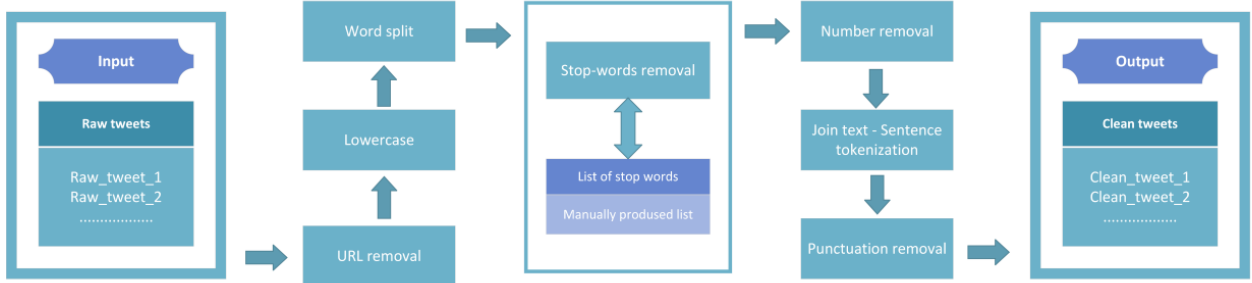 Input
Raw tweets
Raw_tweet_1
Raw_tweet_2
..................
URL removal
Lowercase
Word split
Stop-words removal
List of stop words
Manually prodused list
Number removal
Join text - Sentence
tokenization
Punctuation removal
Output
Clean tweets
Clean_tweet_1
Clean_tweet_2
..................